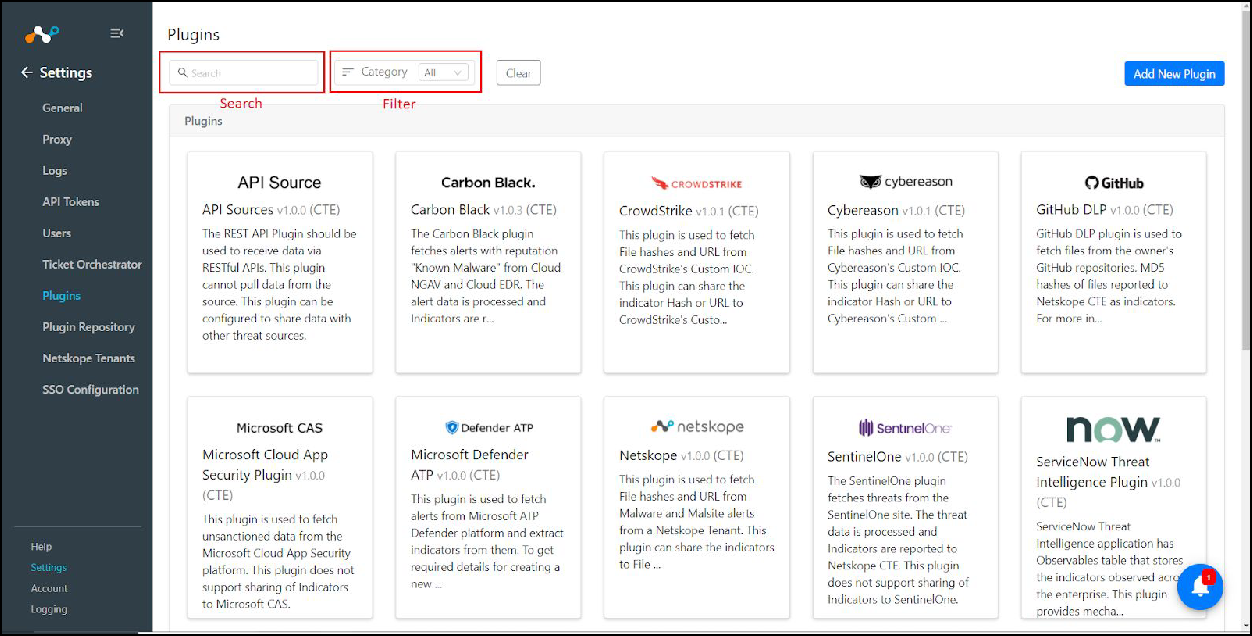 Settings
General
Proxy
Logs
API Tokens
Users
Ticket Orchestrator
Plugins
Plugin Repository
Netskope Tenants
SSO Configuration
Help
Settings
Account
Logging
Plugins
Search
Category
All
Clear
Add New Plugin
Search
Filter
Plugins
API Source
API Sources v1.0.0 (CTE)
The REST API Plugin should be
used to receive data via
RESTful APIs. This plugin
cannot pull data from the
source. This plugin can be
configured to share data with
other threat sources.
Carbon Black.
Carbon Black v1.0.3 (CTE)
The Carbon Black plugin
fetches alerts with reputation
"Known Malware" from Cloud
NGAV and Cloud EDR. The
alert data is processed and
Indicators are r...
CROWDSTRIKE
CrowdStrike v1.0.1 (CTE)
This plugin is used to fetch
File hashes and URL from
CrowdStrike's Custom IOC.
This plugin can share the
indicator Hash or URL to
CrowdStrike's Custo...
cybereason
Cybereason v1.0.1 (CTE)
This plugin is used to fetch
File hashes and URL from
Cybereason's Custom IOC.
This plugin can share the
indicator Hash or URL to
Cybereason's Custom ...
GitHub
GitHub DLP v1.0.0 (CTE)
GitHub DLP plugin is used to
fetch files from the owner's
GitHub repositories. MD5
hashes of files reported to
Netskope CTE as indicators.
For more in...
Microsoft CAS
Microsoft Cloud App
Security Plugin v1.0.0
(CTE)
This plugin is used to fetch
unsanctioned data from the
Microsoft Cloud App Security
platform. This plugin does not
support sharing of Indicators
to Microsoft CAS.
Defender ATP
Microsoft Defender
ATP v1.0.0 (CTE)
This plugin is used to fetch
alerts from Microsoft ATP
Defender platform and extract
indicators from them. To get
required details for creating a
new ...
netskope
Netskope v1.0.0 (CTE)
This plugin is used to fetch
File hashes and URL from
Malware and Malsite alerts
from a Netskope Tenant. This
plugin can share the indicators
to File ...
SentinelOne
SentinelOne v1.0.0 (CTE)
The SentinelOne plugin
fetches threats from the
SentinelOne site. The threat
data is processed and
Indicators are reported to
Netskope CTE. This plugin
does not support sharing of
Indicators to SentinelOne.
now
ServiceNow Threat
Intelligence Plugin v1.0.0
(CTE)
ServiceNow Threat
Intelligence application has
Observables table that stores
the indicators observed acro
the enterprise. This plugin
provides mecha...
1